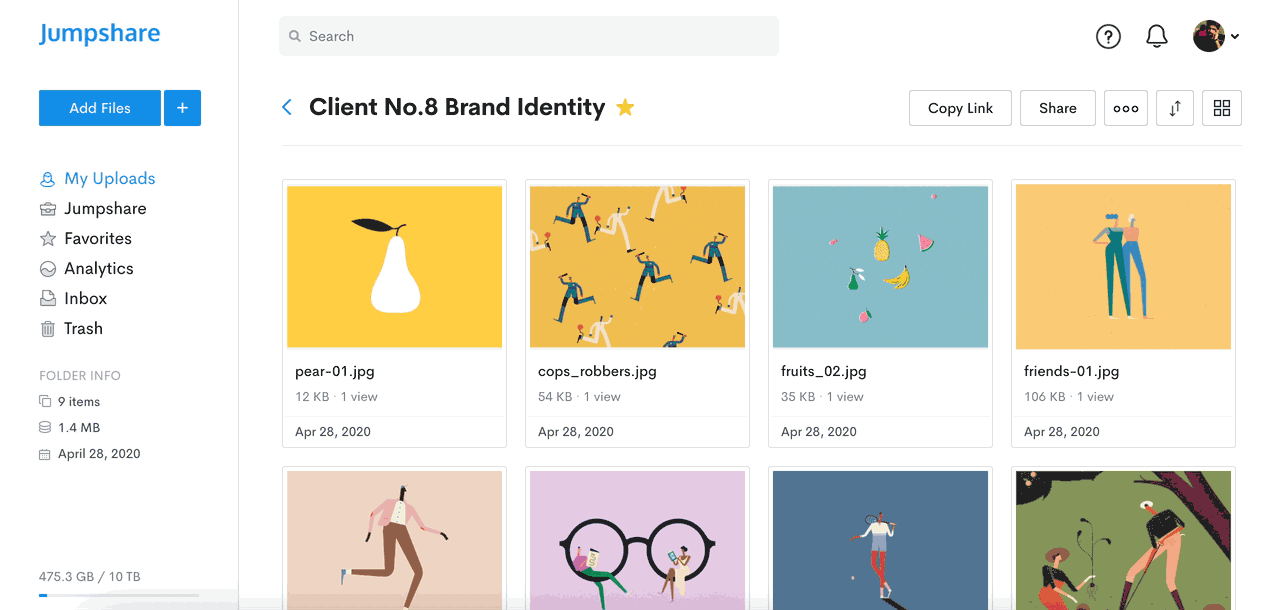 Jumpshare
Search
Add Files +
Client No.8 Brand Identity
Copy Link
Share
My Uploads
Jumpshare
Favorites
Analytics
Inbox
Trash
FOLDER INFO
9 items
1.4 MB
April 28, 2020
475.3 GB / 10 TB
pear-01.jpg
12 KB · 1 view
Apr 28, 2020
cops_robbers.jpg
54 KB · 1 view
Apr 28, 2020
fruits_02.jpg
35 KB · 1 view
Apr 28, 2020
friends-01.jpg
106 KB · 1 view
Apr 28, 2020